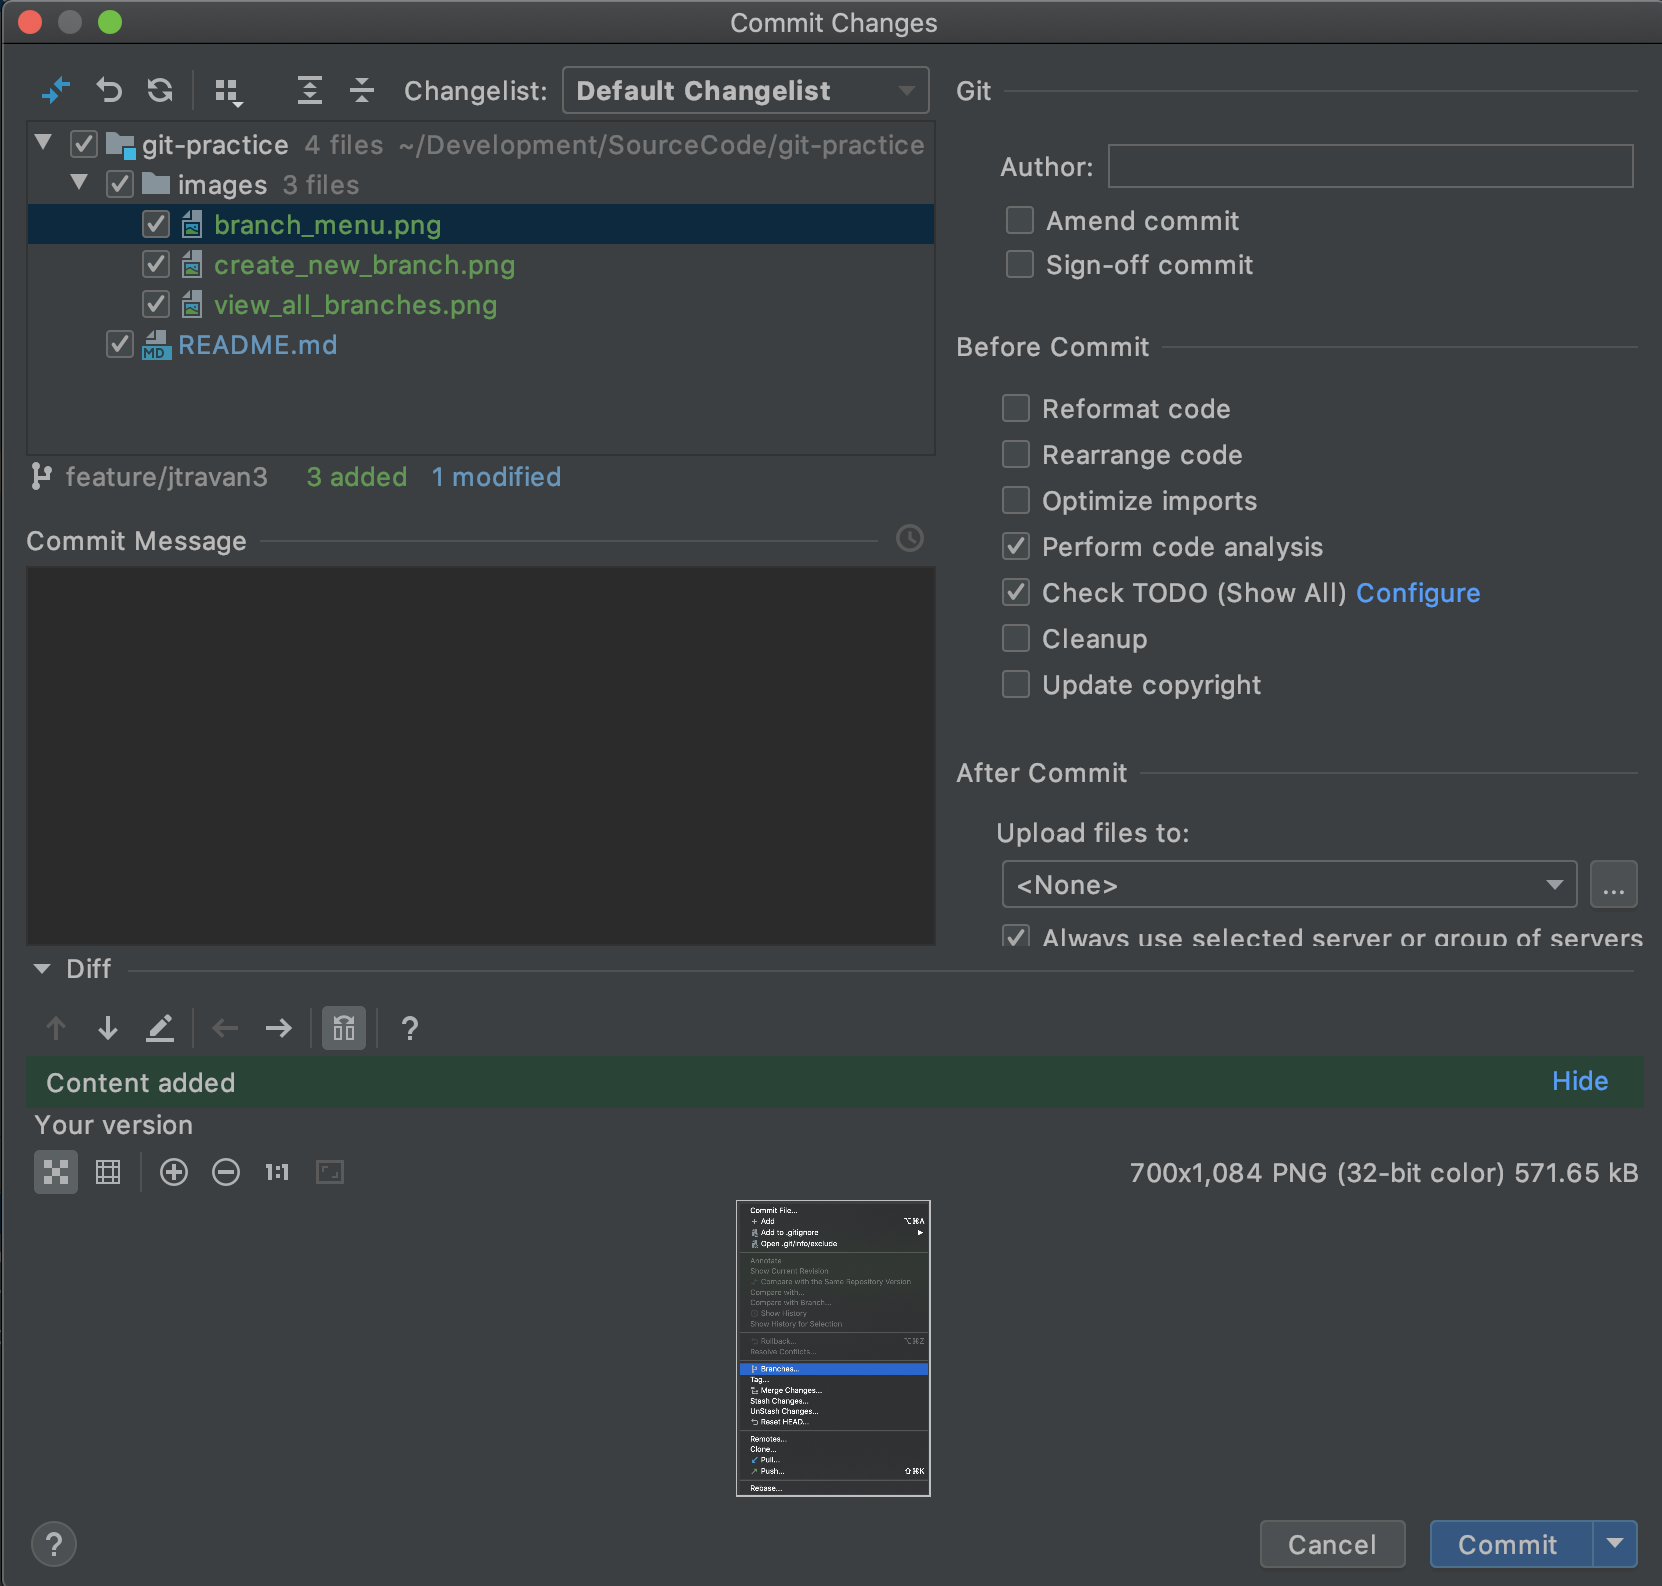 Commit Changes
Changelist: Default Changelist
git-practice 4 files ~/Development/SourceCode/git-practice
images 3 files
branch_menu.png
create_new_branch.png
view_all_branches.png
MD README.md
feature/jtravan3 3 added 1 modified
Commit Message
Git
Author:
Amend commit
Sign-off commit
Before Commit
Reformat code
Rearrange code
Optimize imports
Perform code analysis
Check TODO (Show All) Configure
Cleanup
Update copyright
After Commit
Upload files to:
<None>
...
Always use selected server or group of servers
Diff
?
Content added Hide
Your version
1:1 700x1,084 PNG (32-bit color) 571.65 kB
Commit File...
+ Add ⌥⌘A
Add to .gitignore
Open .git/info/exclude
Annotate
Show Current Revision
Compare with the Same Repository Version
Compare with...
Compare with Branch...
Show History
Show History for Selection
Rollback... ⌥⌘Z
Resolve Conflicts...
Branches...
Tag...
Merge Changes...
Stash Changes...
UnStash Changes...
Reset HEAD...
Remotes...
Clone...
Pull...
Push... ⇧⌘K
Rebase...
? Cancel Commit